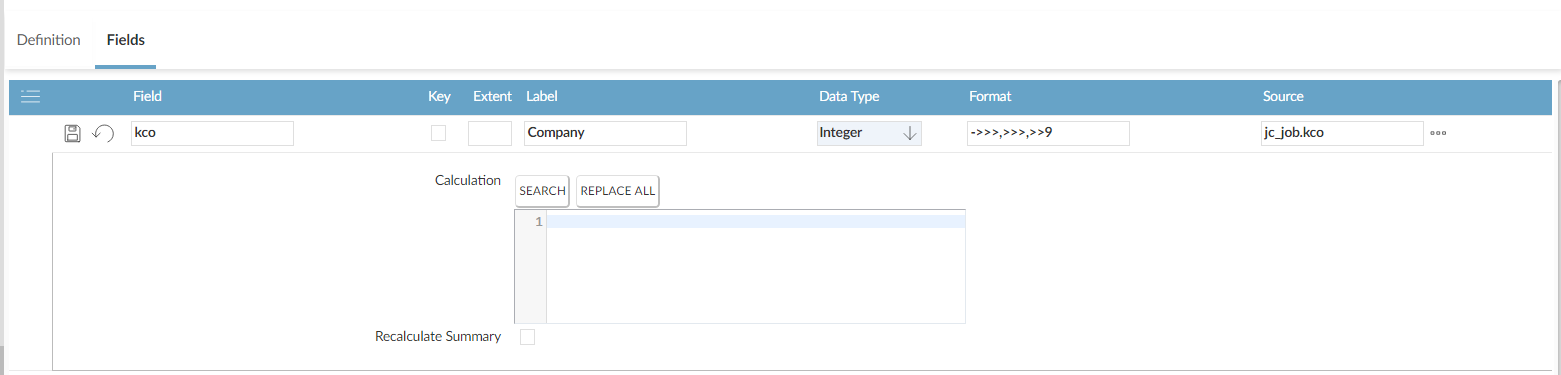 Definition Fields
Field Key Extent Label Data Type Format Source
kco Company Integer ->>>,>>>,>>9 jc_job.kco
Calculation SEARCH REPLACE ALL
1
Recalculate Summary